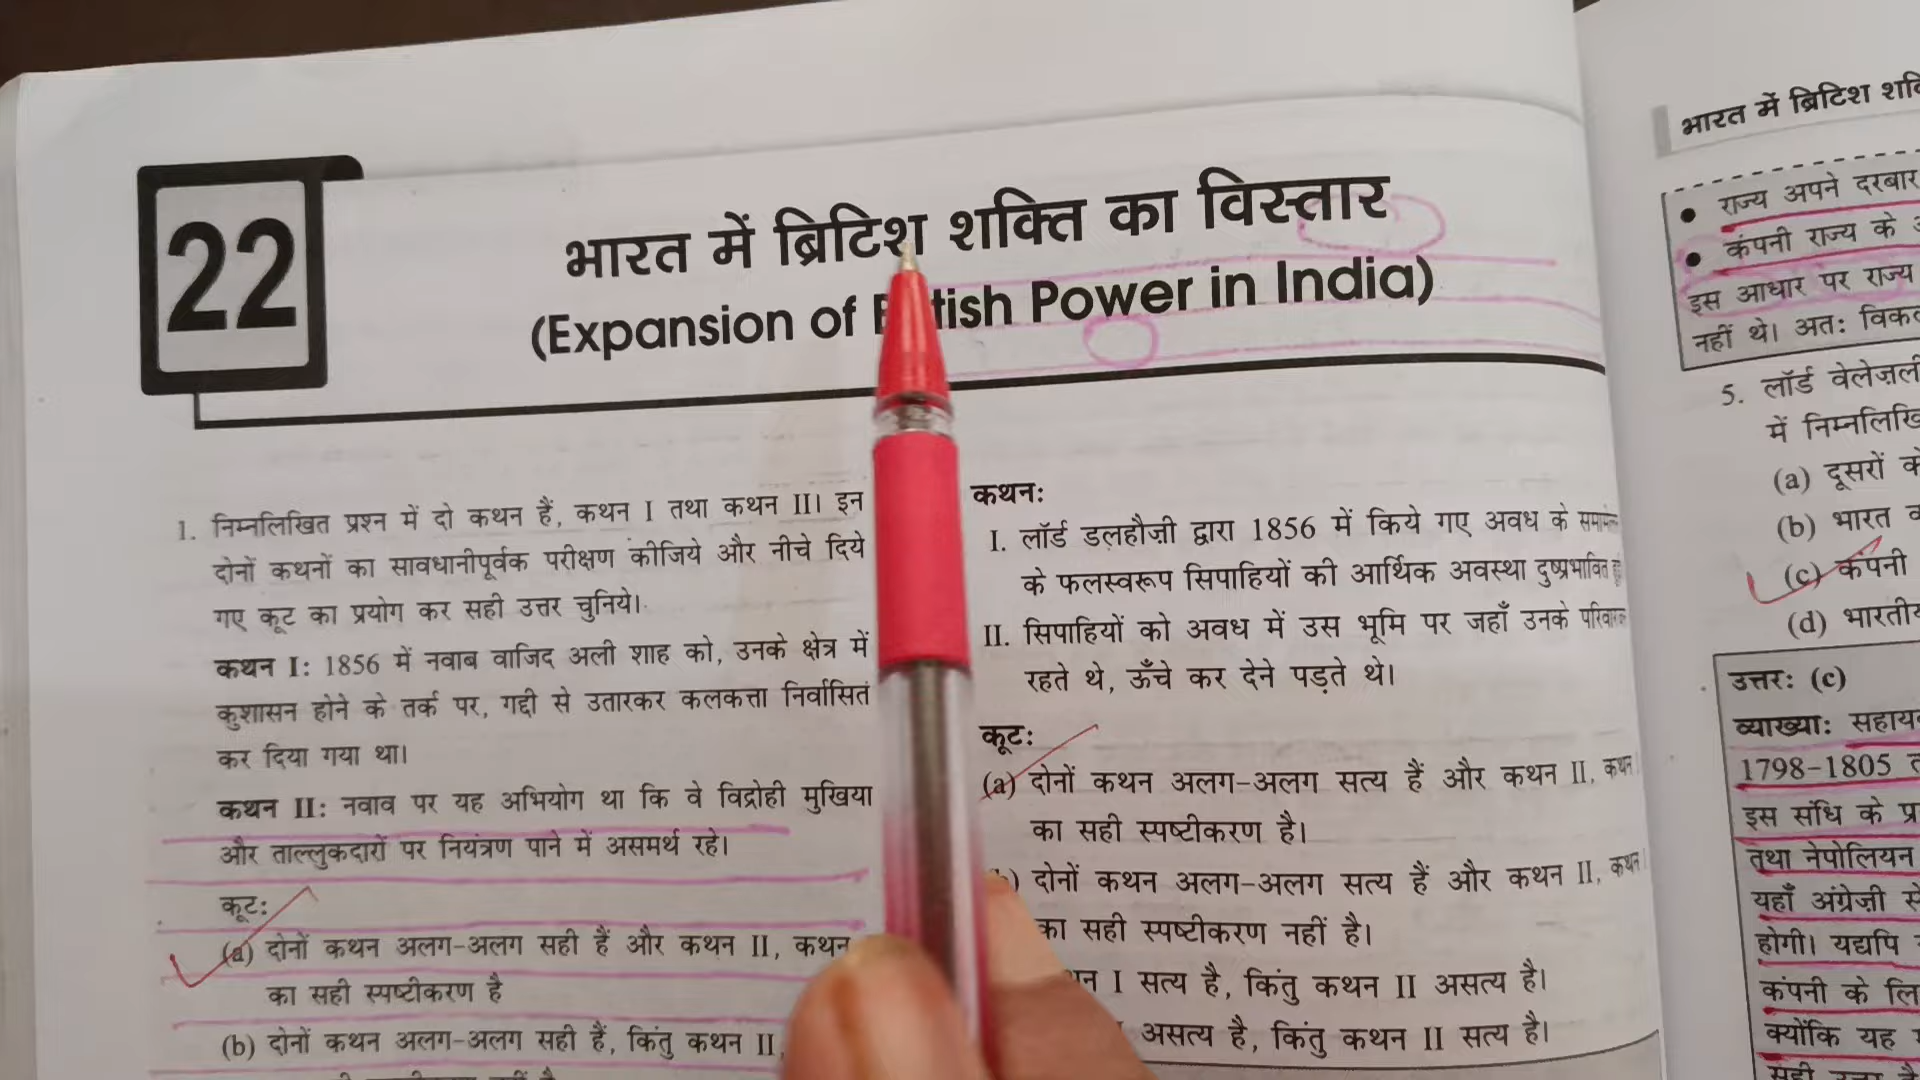 22
भारत में ब्रिटिश शक्ति का विस्तार
(Expansion of tish Power in India)
1. निम्नलिखित प्रश्न में दो कथन हैं, कथन I तथा कथन II। इन
दोनों कथनों का सावधानीपूर्वक परीक्षण कीजिये और नीचे दिये
गए कूट का प्रयोग कर सही उत्तर चुनिये।
कथन I: 1856 में नवाब वाजिद अली शाह को, उनके क्षेत्र में
कुशासन होने के तर्क पर, गद्दी से उतारकर कलकत्ता निर्वासित
कर दिया गया था।
कथन II: नवाव पर यह अभियोग था कि वे विद्रोही मुखिया
और ताल्लुकदारों पर नियंत्रण पाने में असमर्थ रहे।
कूट:
(a) दोनों कथन अलग-अलग सही हैं और कथन II, कथन
का सही स्पष्टीकरण है
(b) दोनों कथन अलग-अलग सही हैं, किंतु कथन II,
कथन:
I. लॉर्ड डलहौज़ी द्वारा 1856 में किये गए अवध के
के फलस्वरूप सिपाहियों की आर्थिक अवस्था दुष्प्रभावित
II. सिपाहियों को अवध में उस भूमि पर जहाँ उनके
रहते थे, ऊँचे कर देने पड़ते थे।
कूट:
(a) दोनों कथन अलग-अलग सत्य हैं और कथन II, कथन
का सही स्पष्टीकरण है।
दोनों कथन अलग-अलग सत्य हैं और कथन II, कथन
का सही स्पष्टीकरण नहीं है।
I सत्य है, किंतु कथन II असत्य है।
असत्य है, किंतु कथन II सत्य है।
भारत में ब्रिटिश
• राज्य अपने दरबार
• कंपनी राज्य के
इस आधार पर राज्य
नहीं थे। अत:
5. लॉर्ड
में
(a) दूसरों
(b) भारत
(c) कंपनी
(d)
उत्तर: (c)
व्याख्या:
1798-1805
इस संधि के
तथा नेपोलियन
यहाँ अंग्रेज़ी
होगी। यद्यपि
कंपनी के
क्योंकि यह